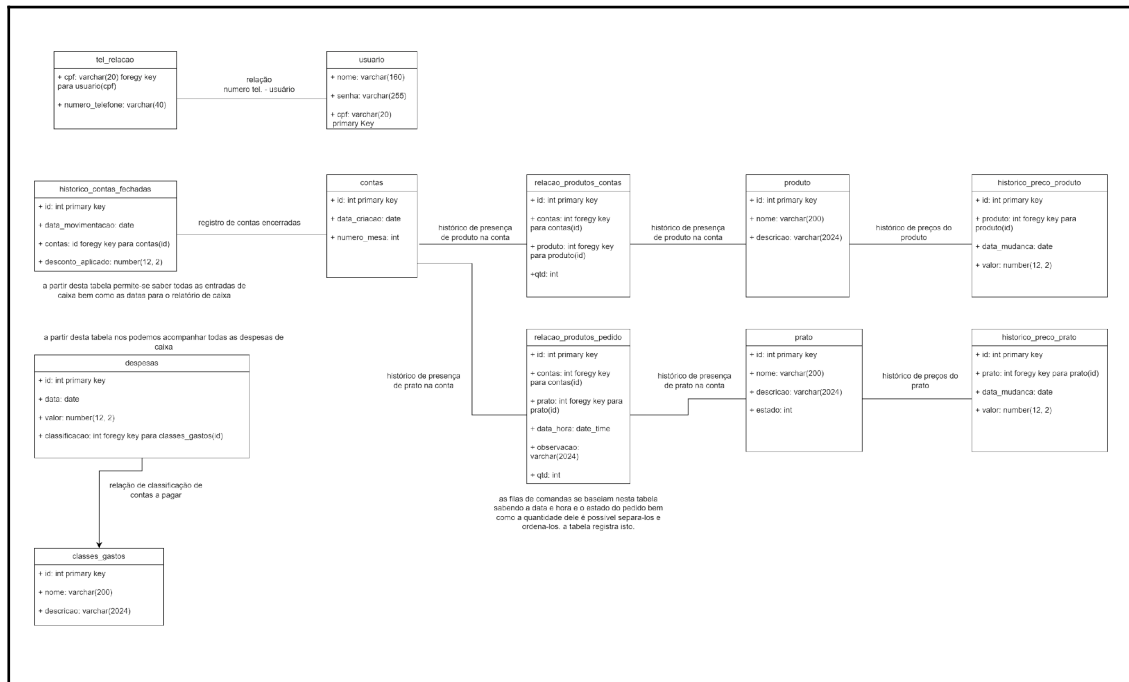 tel_relacao
+ cpf: varchar(20) foregy key
para usuario(cpf)
+ numero_telefone: varchar(40)
relação
numero tel. - usuário
usuario
+ nome: varchar(160)
+ senha: varchar(255)
+ cpf: varchar(20)
primary Key
historico_contas_fechadas
+ id: int primary key
+ data_movimentacao: date
+ contas: id foregy key para contas(id)
+ desconto_aplicado: number(12, 2)
a partir desta tabela permite-se saber todas as entradas de
caixa bem como as datas para o relatório de caixa
registro de contas encerradas
contas
+ id: int primary key
+ data_criacao: date
+ numero_mesa: int
histórico de presença
de produto na conta
relacao_produtos_contas
+ id: int primary key
+ contas: int foregy key
para contas(id)
+ produto: int foregy key
para produto(id)
+qtd: int
histórico de presença
de produto na conta
produto
+ id: int primary key
+ nome: varchar(200)
+ descricao: varchar(2024)
histórico de preços do
produto
historico_preco_produto
+ id: int primary key
+ produto: int foregy key para
produto(id)
+ data_mudanca: date
+ valor: number(12, 2)
a partir desta tabela nos podemos acompanhar todas as despesas de
caixa
despesas
+ id: int primary key
+ data: date
+ valor: number(12, 2)
+ classificacao: int foregy key para classes_gastos(id)
histórico de presença
de prato na conta
relacao_produtos_pedido
+ id: int primary key
+ contas: int foregy key
para contas(id)
+ prato: int foregy key para
prato(id)
+ data_hora: date_time
+ observacao:
varchar(2024)
+ qtd: int
as filas de comandas se baseiam nesta tabela
sabendo a data e hora e o estado do pedido bem
como a quantidade dele é possível separa-los e
ordena-los. a tabela registra isto.
histórico de presença
de prato na conta
prato
+ id: int primary key
+ nome: varchar(200)
+ descricao: varchar(2024)
+ estado: int
histórico de preços do
prato
historico_preco_prato
+ id: int primary key
+ prato: int foregy key para prato(id)
+ data_mudanca: date
+ valor: number(12, 2)
relação de classificação de
contas a pagar
classes_gastos
+ id: int primary key
+ nome: varchar(200)
+ descricao: varchar(2024)